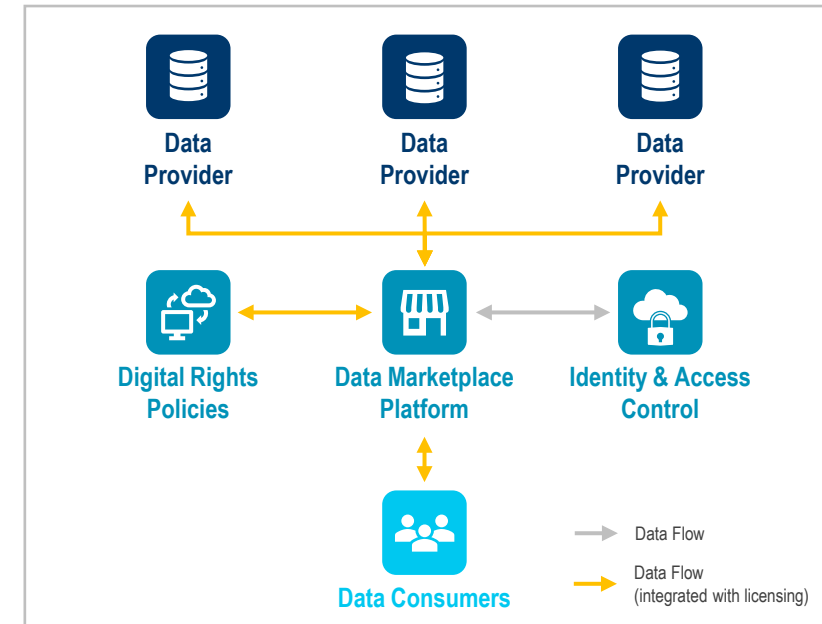 Data
Provider
Data
Provider
Data
Provider
Digital Rights
Policies
Data Marketplace
Platform
Identity & Access
Control
Data Consumers
Data Flow
Data Flow
(integrated with licensing)